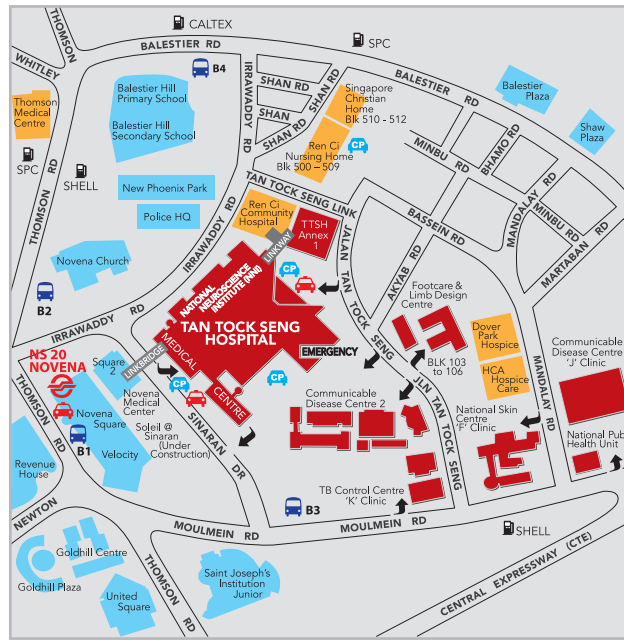 CALTEX
SPC
THOMSON
BALESTIER RD
WHITLEY
B4
Balestier Hill
Primary School
Balestier Hill
Secondary School
IRRAWADDY RD
SHAN RD
SHAN
SHAN RD
SHAN RD
Singapore
Christian
Home
Blk 510 - 512
BALESTIER RD
Balestier
Plaza
Shaw
Plaza
Thomson
Medical
Centre
SPC
SHELL
THOMSON RD
New Phoenix Park
Police HQ
Ren Ci
Nursing Home
Blk 500 – 509
CP
MINBU RD
BHAMO RD
MANDALAY RD
MINBU RD
MARTABAN RD
BASSEIN RD
AKYAB RD
TAN TOCK SENG LINK
Ren Ci
Community
Hospital
TTSH
Annex
1
LINKWAY
JALAN TAN TOCK SENG
IRRAWADDY RD
Novena Church
B2
IRRAWADDY RD
NATIONAL
NEUROSCIENCE
INSTITUTE (NNI)
CP
TAN TOCK SENG
HOSPITAL
MEDICAL
CENTRE
EMERGENCY
Footcare &
Limb Design
Centre
BLK 103
to 106
Dover
Park
Hospice
HCA
Hospice
Care
MANDALAY RD
Communicable
Disease Centre
'J' Clinic
NS 20
NOVENA
Square
2
LINKBRIDGE
CP
Novena
Medical
Center
Novena
Square
Soleil @
Sinaran
(Under
Construction)
Velocity
B1
THOMSON RD
SINARAN DR
CP
Communicable
Disease Centre 2
JLN TAN TOCK SENG
National Skin
Centre
'F' Clinic
National Pub
Health Unit
Revenue
House
NEWTON
TB Control Centre
'K' Clinic
B3
MOULMEIN RD
MOULMEIN RD
SHELL
CENTRAL EXPRESSWAY (CTE)
Goldhill Centre
Goldhill Plaza
United
Square
THOMSON RD
Saint Joseph's
Institution
Junior